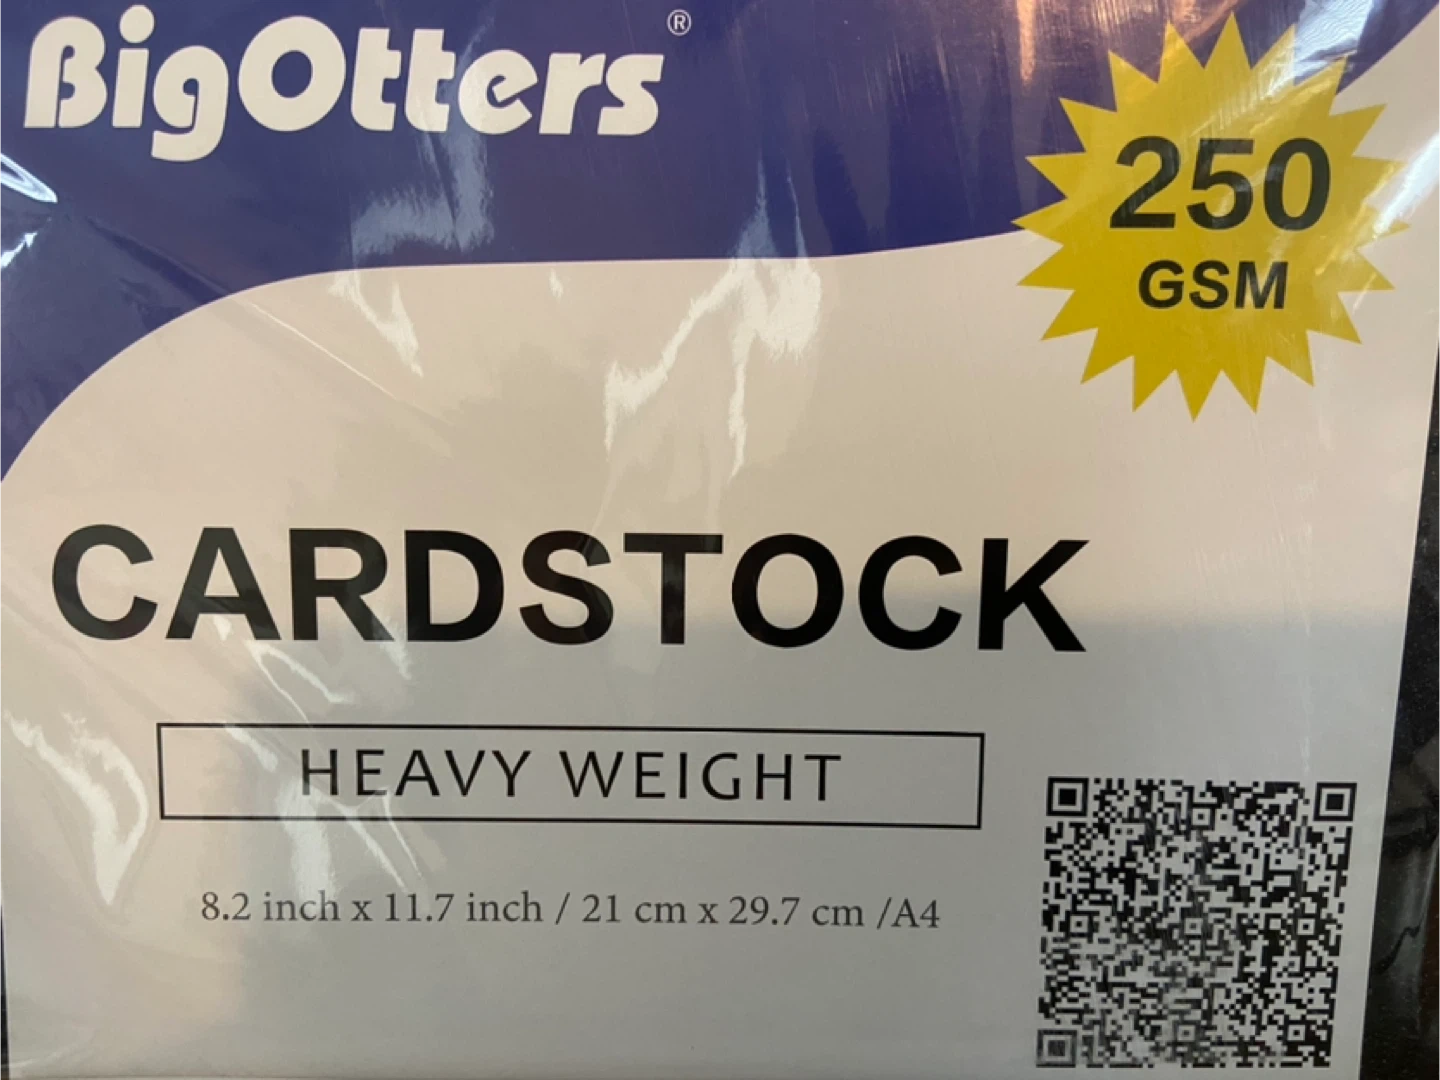 BigOtters®
250
GSM
CARDSTOCK
HEAVY WEIGHT
8.2 inch x 11.7 inch / 21 cm x 29.7 cm /A4